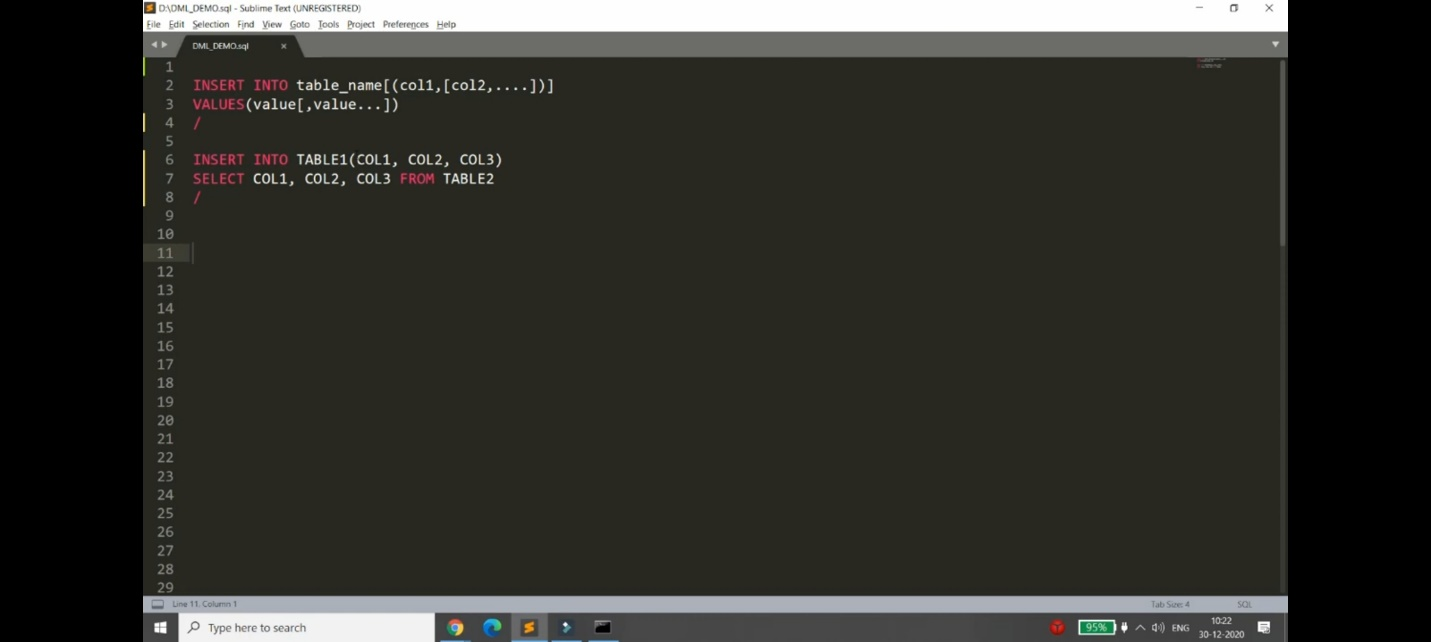 D:\DML_DEMO.sql - Sublime Text (UNREGISTERED)
File Edit Selection Find View Goto Tools Project Preferences Help
DML_DEMO.sql ×
1
2 INSERT INTO table_name[(col1,[col2,....])]
3 VALUES(value[,value...])
4 /
5
6 INSERT INTO TABLE1(COL1, COL2, COL3)
7 SELECT COL1, COL2, COL3 FROM TABLE2
8 /
9
10
11
12
13
14
15
16
17
18
19
20
21
22
23
24
25
26
27
28
29
Line 11, Column 1 Tab Size: 4 SQL
Type here to search 95% ENG 10:22
30-12-2020